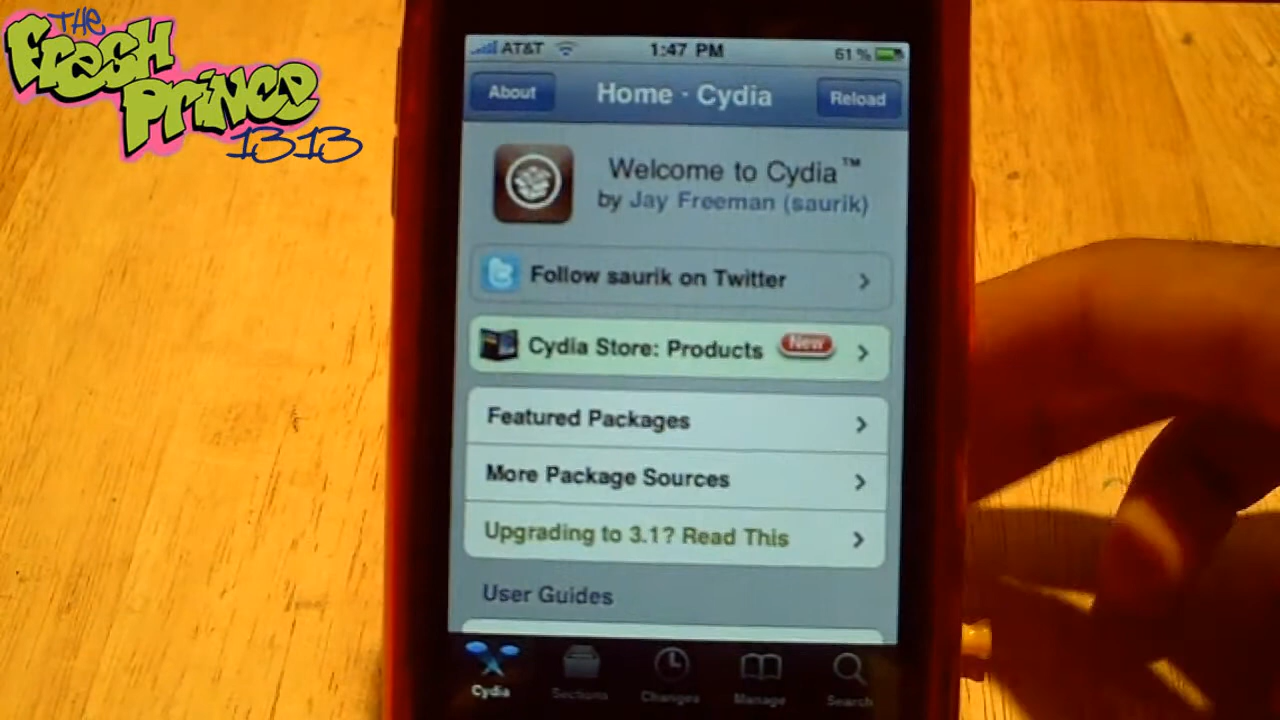 THE
Fresh
Prince
1313
AT&T 1:47 PM 61%
About Home · Cydia Reload
Welcome to Cydia™
by Jay Freeman (saurik)
Follow saurik on Twitter
Cydia Store: Products New
Featured Packages
More Package Sources
Upgrading to 3.1? Read This
User Guides
Cydia Sections Changes Manage Search